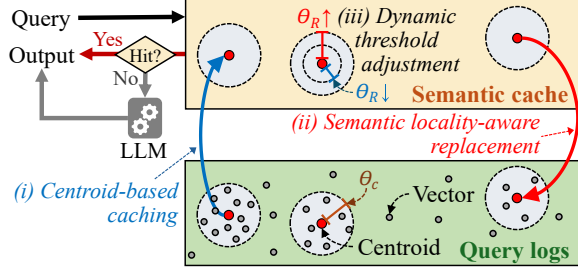 Query
Output
Yes
Hit?
No
LLM
θR↑
(iii) Dynamic
threshold
adjustment
θR↓
Semantic cache
(ii) Semantic locality-aware
replacement
(i) Centroid-based
caching
θc
Vector
Centroid
Query logs